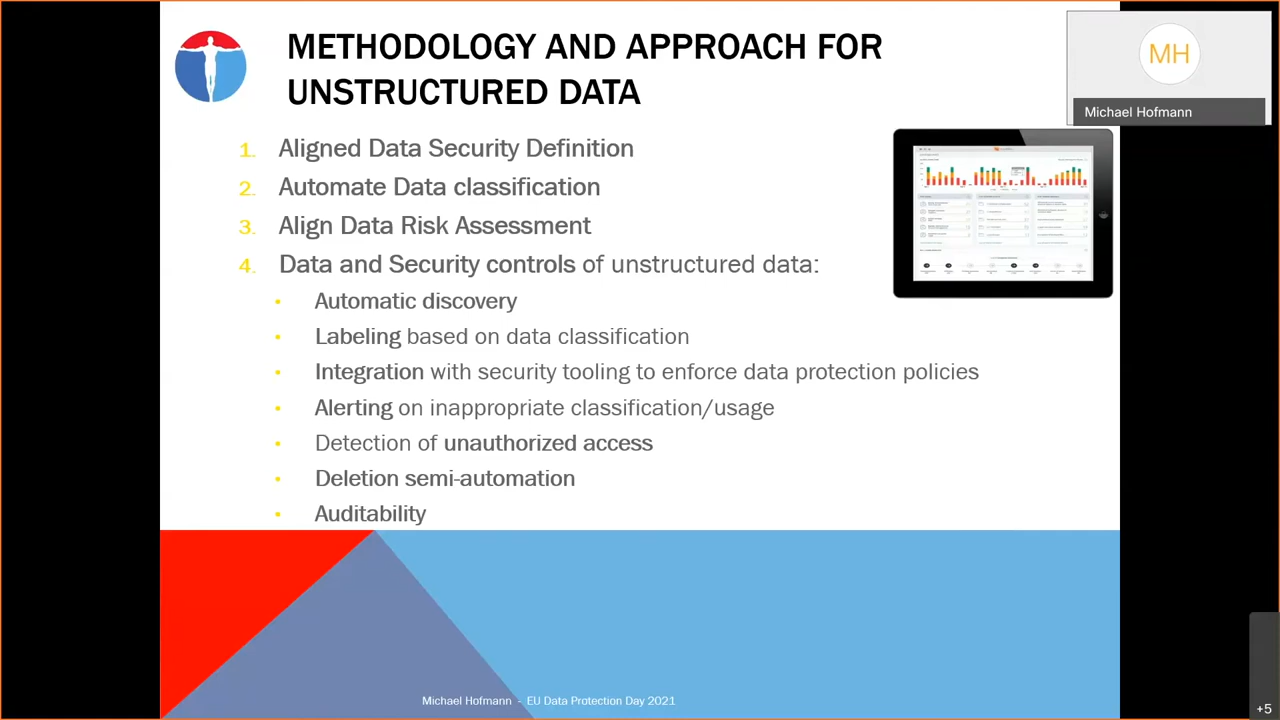 METHODOLOGY AND APPROACH FOR
UNSTRUCTURED DATA
MH
Michael Hofmann
1. Aligned Data Security Definition
2. Automate Data classification
3. Align Data Risk Assessment
4. Data and Security controls of unstructured data:
• Automatic discovery
• Labeling based on data classification
• Integration with security tooling to enforce data protection policies
• Alerting on inappropriate classification/usage
• Detection of unauthorized access
• Deletion semi-automation
• Auditability
Michael Hofmann - EU Data Protection Day 2021
+5